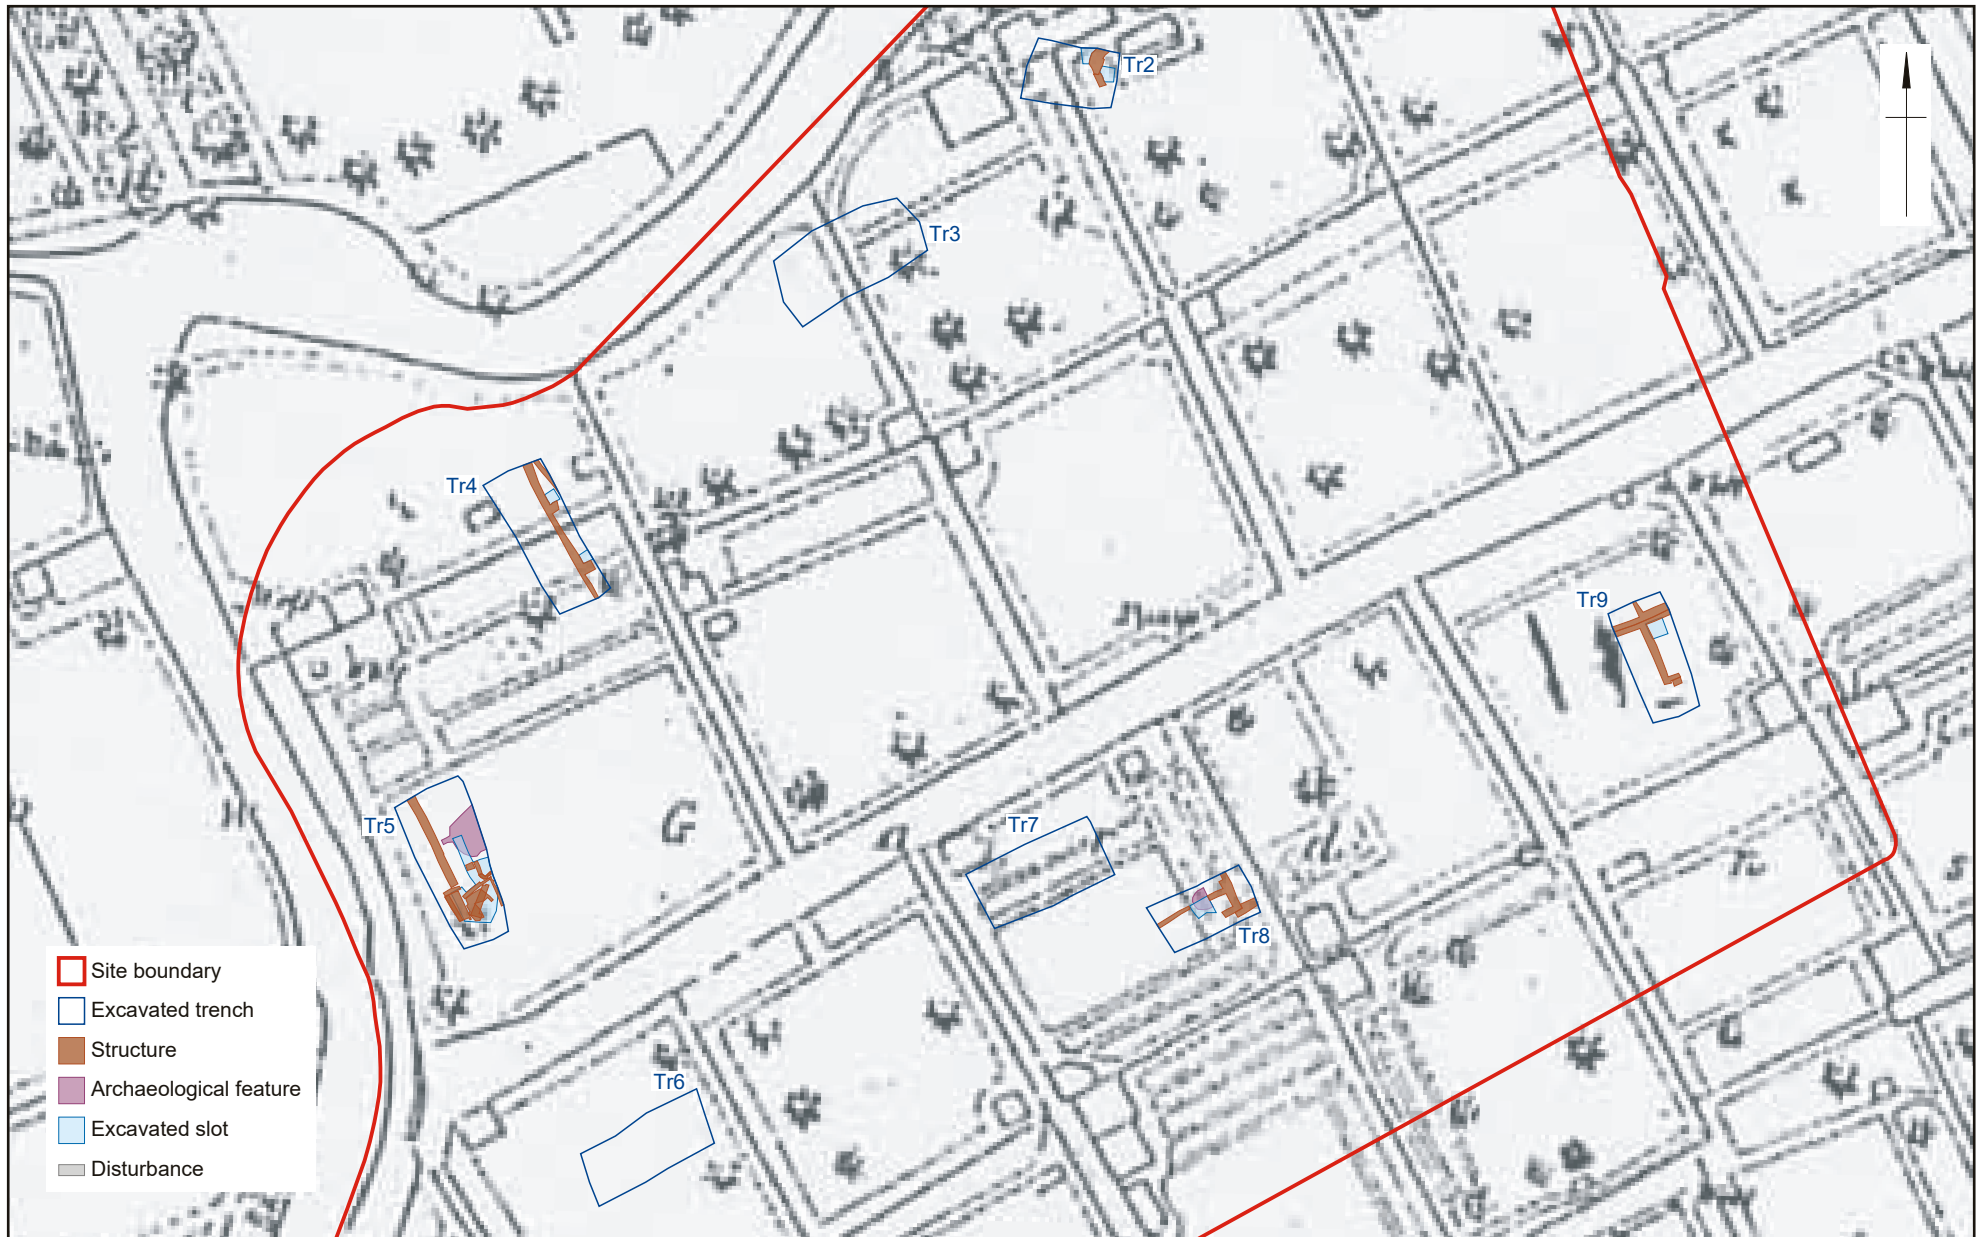 Tr2
Tr3
Tr4
Tr9
Tr5
Tr7
Tr8
Tr6
Site boundary
Excavated trench
Structure
Archaeological feature
Excavated slot
Disturbance